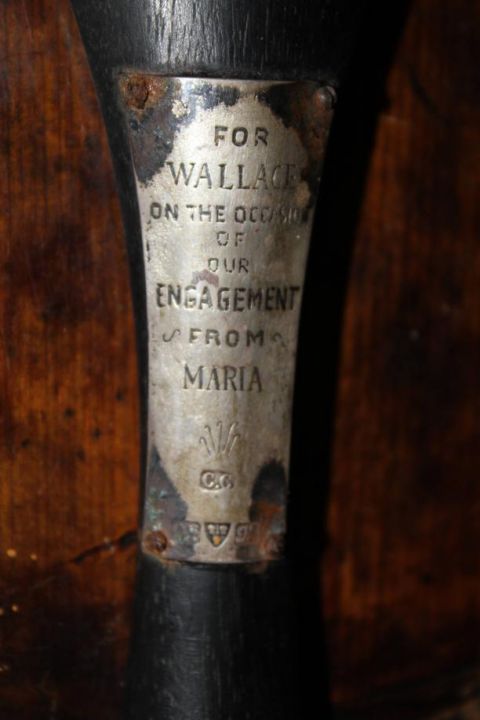 FOR
WALLACE
ON THE OCCASION
OF
OUR
ENGAGEMENT
FROM
MARIA
C.C.